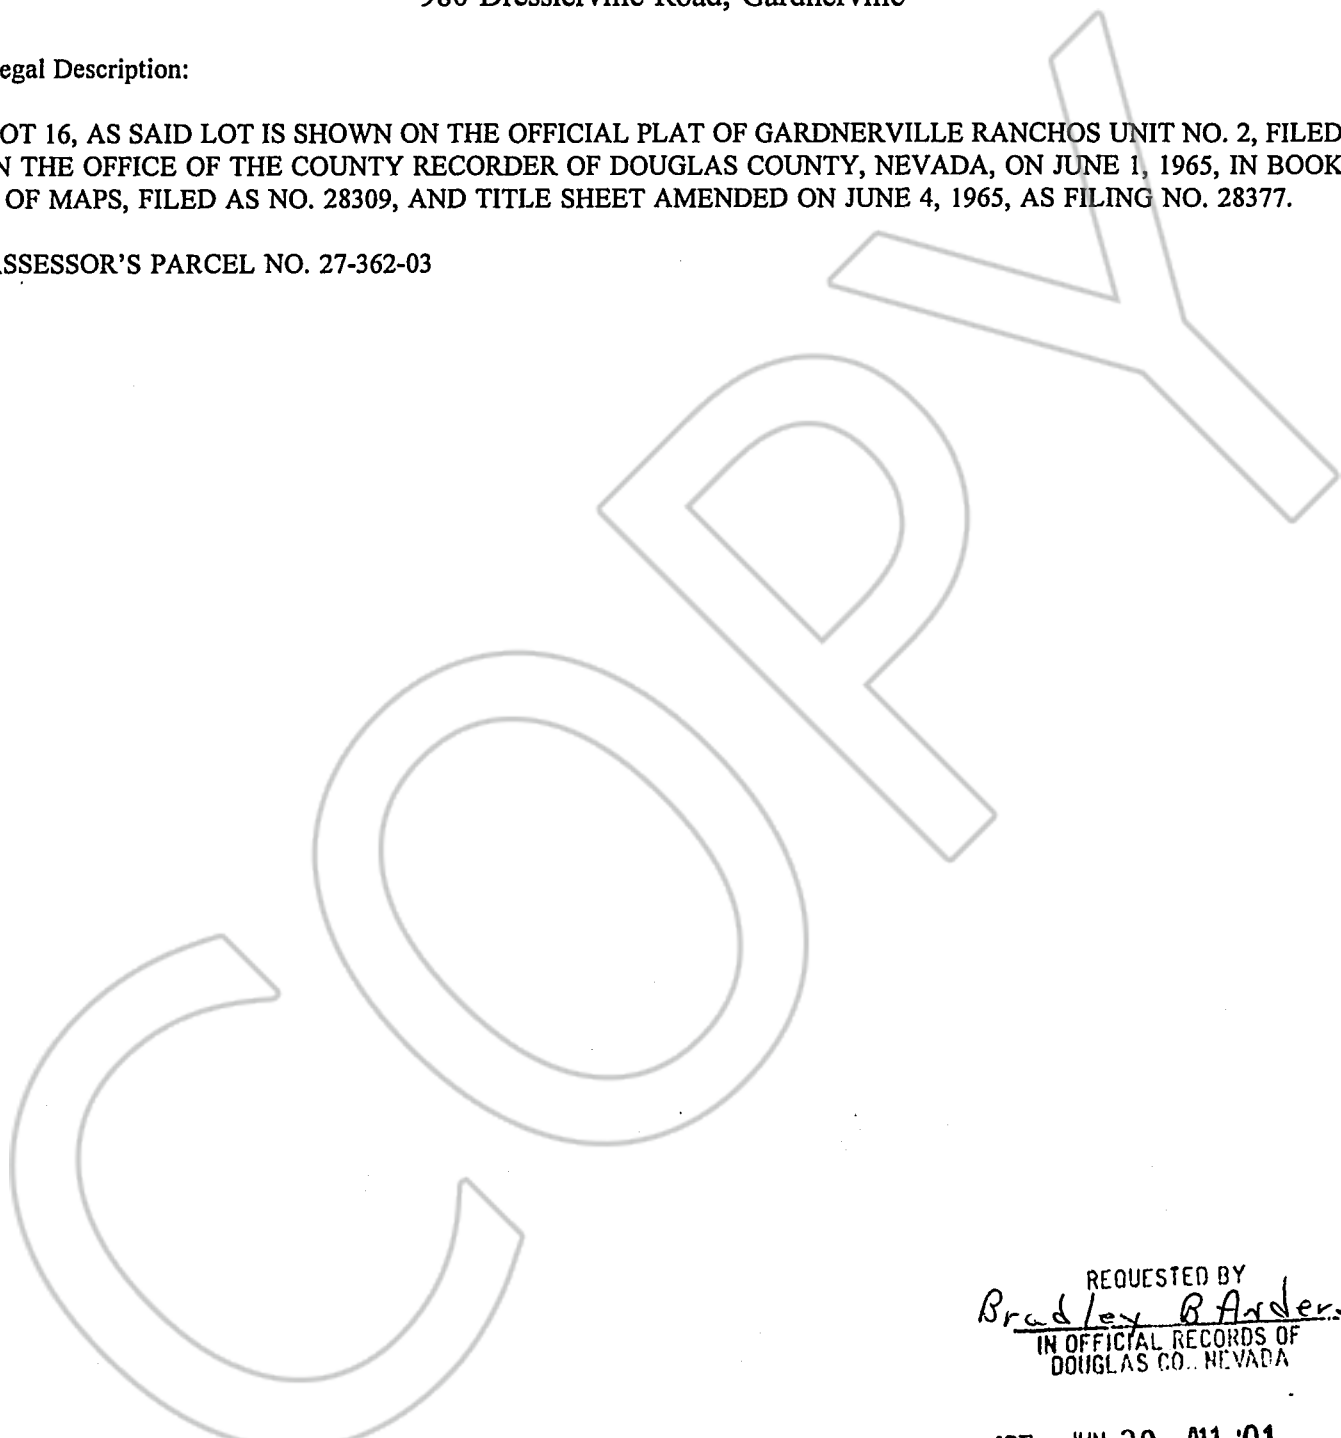 980 Dresslerville Road, Gardnerville
egal Description:
OT 16, AS SAID LOT IS SHOWN ON THE OFFICIAL PLAT OF GARDNERVILLE RANCHOS UNIT NO. 2, FILED
N THE OFFICE OF THE COUNTY RECORDER OF DOUGLAS COUNTY, NEVADA, ON JUNE 1, 1965, IN BOOK
OF MAPS, FILED AS NO. 28309, AND TITLE SHEET AMENDED ON JUNE 4, 1965, AS FILING NO. 28377.
ASSESSOR'S PARCEL NO. 27-362-03
COPY
REQUESTED BY
Bradley B Anders
IN OFFICIAL RECORDS OF
DOUGLAS CO.. NEVADA
JUN '01